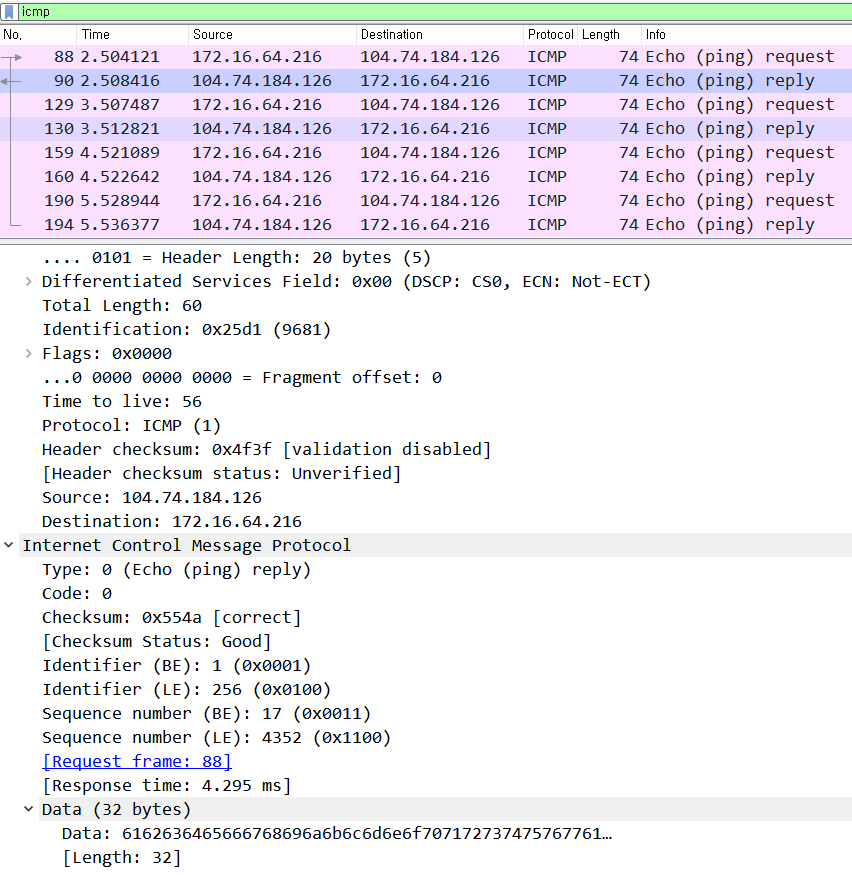 icmp
No. Time Source Destination Protocol Length Info
88 2.504121 172.16.64.216 104.74.184.126 ICMP 74 Echo (ping) request
90 2.508416 104.74.184.126 172.16.64.216 ICMP 74 Echo (ping) reply
129 3.507487 172.16.64.216 104.74.184.126 ICMP 74 Echo (ping) request
130 3.512821 104.74.184.126 172.16.64.216 ICMP 74 Echo (ping) reply
159 4.521089 172.16.64.216 104.74.184.126 ICMP 74 Echo (ping) request
160 4.522642 104.74.184.126 172.16.64.216 ICMP 74 Echo (ping) reply
190 5.528944 172.16.64.216 104.74.184.126 ICMP 74 Echo (ping) request
194 5.536377 104.74.184.126 172.16.64.216 ICMP 74 Echo (ping) reply
.... 0101 = Header Length: 20 bytes (5)
Differentiated Services Field: 0x00 (DSCP: CS0, ECN: Not-ECT)
Total Length: 60
Identification: 0x25d1 (9681)
Flags: 0x0000
...0 0000 0000 0000 = Fragment offset: 0
Time to live: 56
Protocol: ICMP (1)
Header checksum: 0x4f3f [validation disabled]
[Header checksum status: Unverified]
Source: 104.74.184.126
Destination: 172.16.64.216
Internet Control Message Protocol
Type: 0 (Echo (ping) reply)
Code: 0
Checksum: 0x554a [correct]
[Checksum Status: Good]
Identifier (BE): 1 (0x0001)
Identifier (LE): 256 (0x0100)
Sequence number (BE): 17 (0x0011)
Sequence number (LE): 4352 (0x1100)
[Request frame: 88]
[Response time: 4.295 ms]
Data (32 bytes)
Data: 6162636465666768696a6b6c6d6e6f707172737475767761…
[Length: 32]